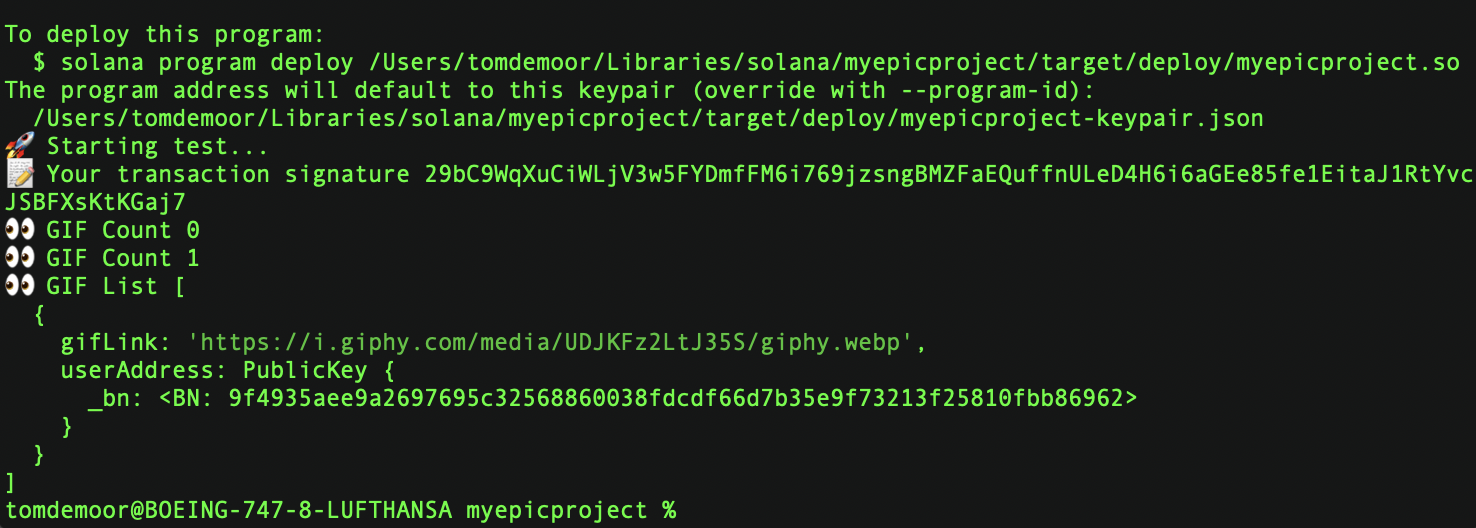 To deploy this program:
  $ solana program deploy /Users/tomdemoor/Libraries/solana/myepicproject/target/deploy/myepicproject.so
The program address will default to this keypair (override with --program-id):
  /Users/tomdemoor/Libraries/solana/myepicproject/target/deploy/myepicproject-keypair.json
🚀 Starting test...
📝 Your transaction signature 29bC9WqXuCiWLjV3w5FYDmfFM6i769jzsngBMZFaEQuffnULeD4H6i6aGEe85fe1EitaJ1RtYvc
JSBFXsKtKGaj7
👀 GIF Count 0
👀 GIF Count 1
👀 GIF List [
  {
    gifLink: 'https://i.giphy.com/media/UDJKFz2LtJ35S/giphy.webp',
    userAddress: PublicKey {
      _bn: <BN: 9f4935aee9a2697695c32568860038fdcdf66d7b35e9f73213f25810fbb86962>
    }
  }
]
tomdemoor@BOEING-747-8-LUFTHANSA myepicproject %